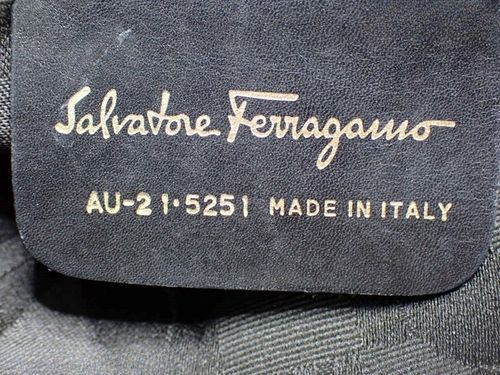 Salvatore Ferragamo
AU-21·5251 MADE IN ITALY